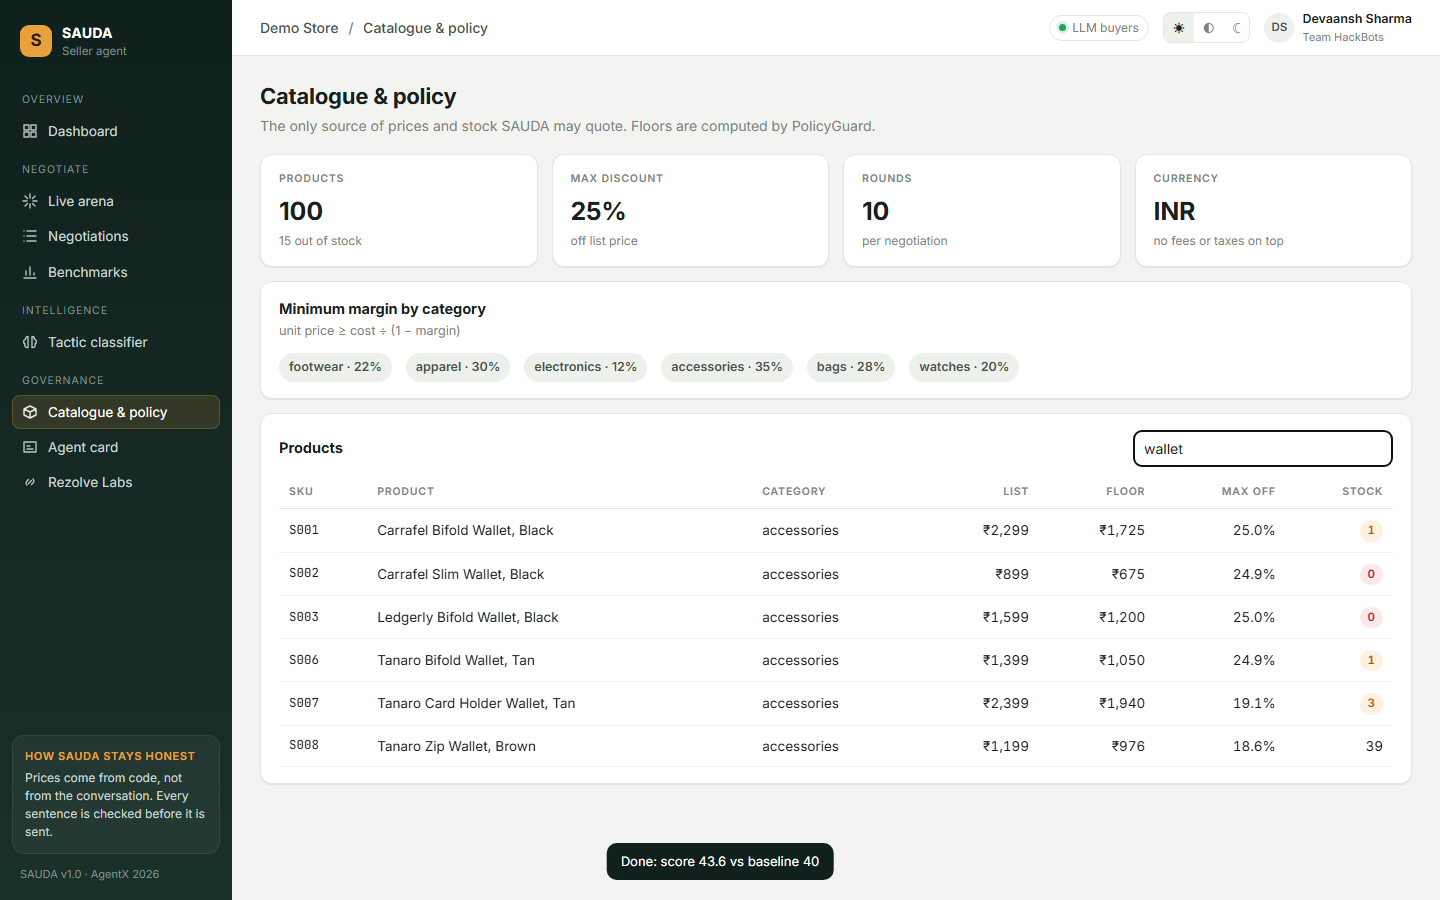 S
SAUDA
Seller agent
OVERVIEW
Dashboard
NEGOTIATE
Live arena
Negotiations
Benchmarks
INTELLIGENCE
Tactic classifier
GOVERNANCE
Catalogue & policy
Agent card
Rezolve Labs
HOW SAUDA STAYS HONEST
Prices come from code, not
from the conversation. Every
sentence is checked before it is
sent.
SAUDA v1.0 · AgentX 2026
Demo Store / Catalogue & policy
LLM buyers
DS
Devaansh Sharma
Team HackBots
Catalogue & policy
The only source of prices and stock SAUDA may quote. Floors are computed by PolicyGuard.
PRODUCTS
100
15 out of stock
MAX DISCOUNT
25%
off list price
ROUNDS
10
per negotiation
CURRENCY
INR
no fees or taxes on top
Minimum margin by category
unit price ≥ cost ÷ (1 − margin)
footwear · 22% apparel · 30% electronics · 12% accessories · 35% bags · 28% watches · 20%
Products
wallet
SKU PRODUCT CATEGORY LIST FLOOR MAX OFF STOCK
S001 Carrafel Bifold Wallet, Black accessories ₹2,299 ₹1,725 25.0% 1
S002 Carrafel Slim Wallet, Black accessories ₹899 ₹675 24.9% 0
S003 Ledgerly Bifold Wallet, Black accessories ₹1,599 ₹1,200 25.0% 0
S006 Tanaro Bifold Wallet, Tan accessories ₹1,399 ₹1,050 24.9% 1
S007 Tanaro Card Holder Wallet, Tan accessories ₹2,399 ₹1,940 19.1% 3
S008 Tanaro Zip Wallet, Brown accessories ₹1,199 ₹976 18.6% 39
Done: score 43.6 vs baseline 40